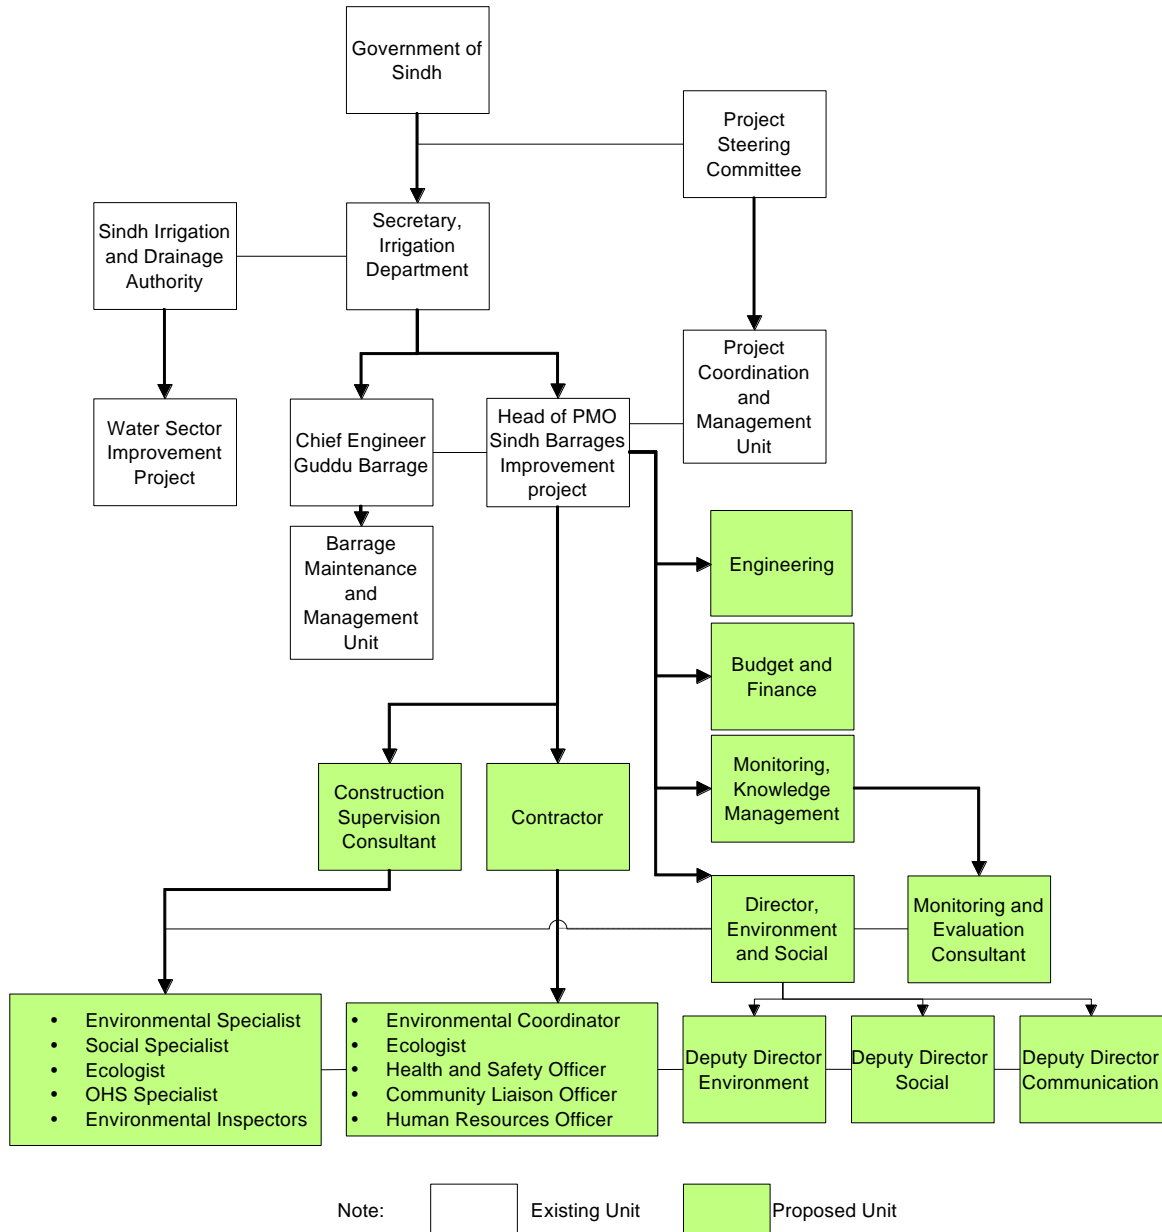 Government of
Sindh
Project
Steering
Committee
Sindh Irrigation
and Drainage
Authority
Secretary,
Irrigation
Department
Water Sector
Improvement
Project
Chief Engineer
Guddu Barrage
Head of PMO
Sindh Barrages
Improvement
project
Project
Coordination
and
Management
Unit
Barrage
Maintenance
and
Management
Unit
Engineering
Budget and
Finance
Monitoring,
Knowledge
Management
Construction
Supervision
Consultant
Contractor
Director,
Environment
and Social
Monitoring and
Evaluation
Consultant
• Environmental Specialist
• Social Specialist
• Ecologist
• OHS Specialist
• Environmental Inspectors
• Environmental Coordinator
• Ecologist
• Health and Safety Officer
• Community Liaison Officer
• Human Resources Officer
Deputy Director
Environment
Deputy Director
Social
Deputy Director
Communication
Note: Existing Unit Proposed Unit